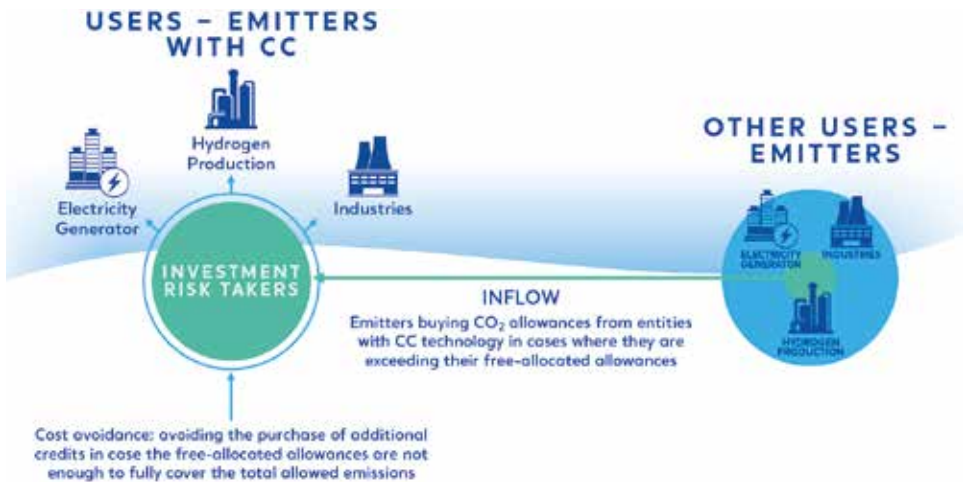 USERS – EMITTERS
WITH CC
Hydrogen
Production
Electricity
Generator
Industries
INVESTMENT
RISK TAKERS
OTHER USERS –
EMITTERS
ELECTRICITY
GENERATOR
INDUSTRIES
HYDROGEN
PRODUCTION
INFLOW
Emitters buying CO₂ allowances from entities
with CC technology in cases where they are
exceeding their free-allocated allowances
Cost avoidance: avoiding the purchase of additional
credits in case the free-allocated allowances are not
enough to fully cover the total allowed emissions